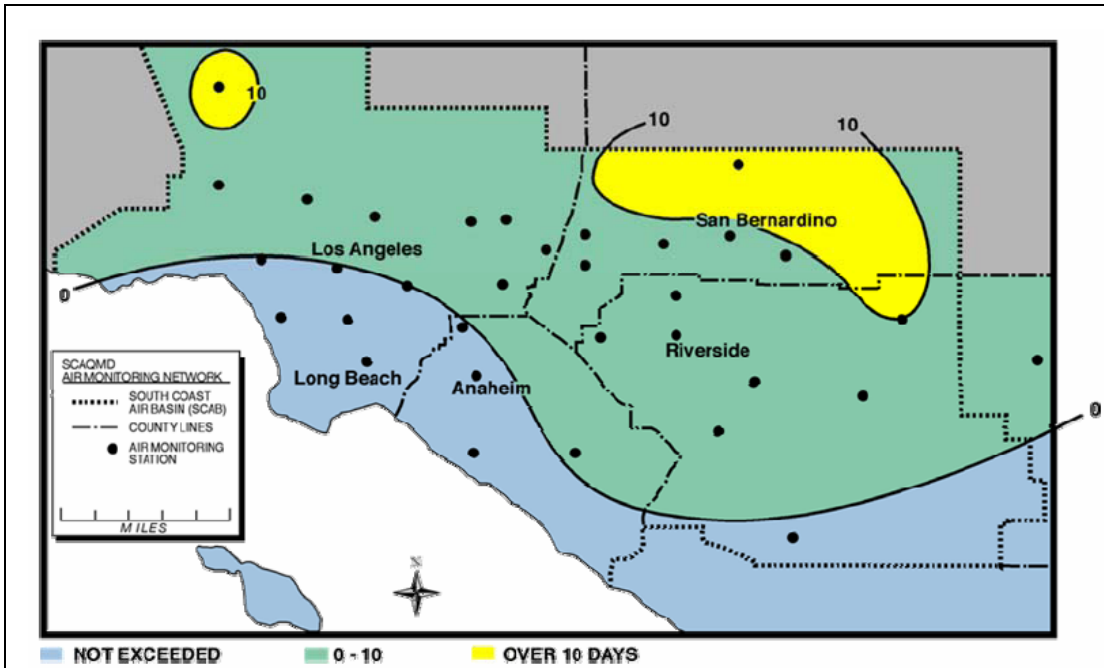 10
10
10
San Bernardino
Los Angeles
0
Riverside
Long Beach
Anaheim
0
SCAQMD
AIR MONITORING NETWORK
SOUTH COAST
AIR BASIN (SCAB)
COUNTY LINES
AIR MONITORING
STATION
MILES
N
NOT EXCEEDED
0 - 10
OVER 10 DAYS